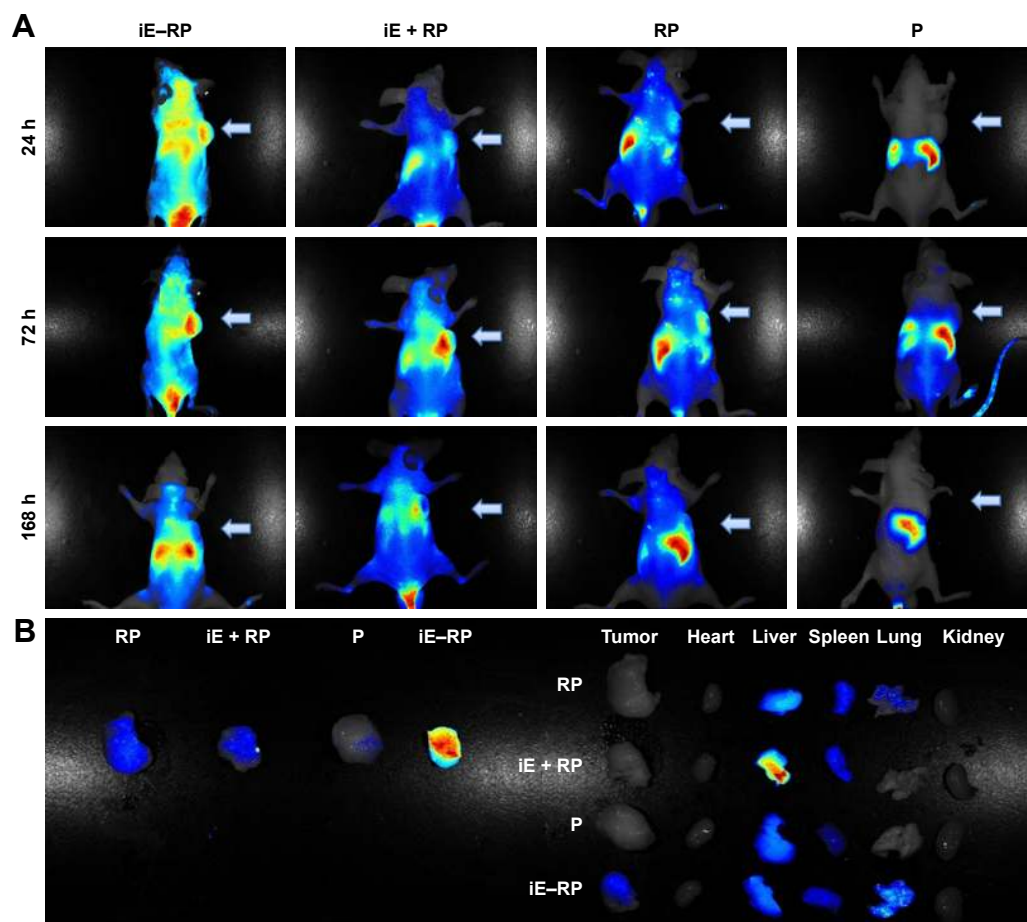 A
iE–RP iE + RP RP P
24 h
72 h
168 h
B
RP iE + RP P iE–RP
Tumor Heart Liver Spleen Lung Kidney
RP
iE + RP
P
iE–RP